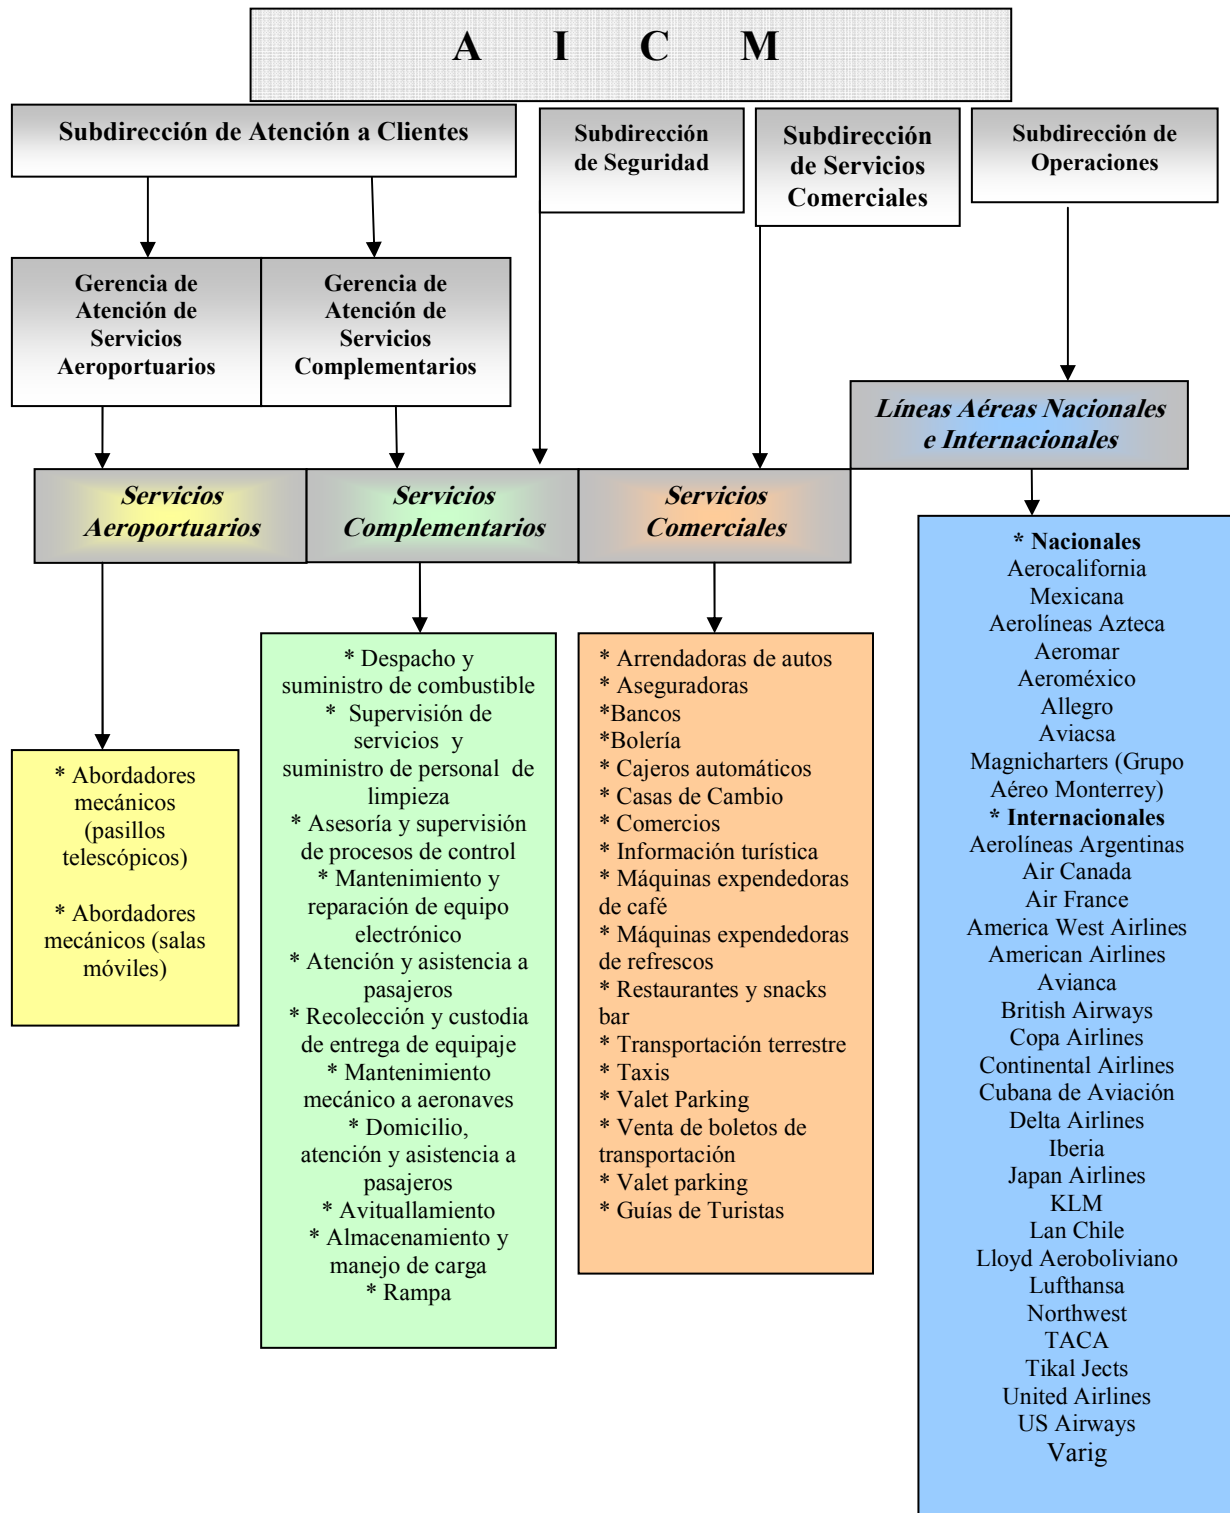 A I C M
Subdirección de Atención a Clientes
Subdirección
de Seguridad
Subdirección
de Servicios
Comerciales
Subdirección de
Operaciones
Gerencia de
Atención de
Servicios
Aeroportuarios
Gerencia de
Atención de
Servicios
Complementarios
Líneas Aéreas Nacionales
e Internacionales
Servicios
Aeroportuarios
Servicios
Complementarios
Servicios
Comerciales
* Abordadores
mecánicos
(pasillos
telescópicos)
* Abordadores
mecánicos (salas
móviles)
* Despacho y
suministro de combustible
* Supervisión de
servicios y
suministro de personal de
limpieza
* Asesoría y supervisión
de procesos de control
* Mantenimiento y
reparación de equipo
electrónico
* Atención y asistencia a
pasajeros
* Recolección y custodia
de entrega de equipaje
* Mantenimiento
mecánico a aeronaves
* Domicilio,
atención y asistencia a
pasajeros
* Avituallamiento
* Almacenamiento y
manejo de carga
* Rampa
* Arrendadoras de autos
* Aseguradoras
*Bancos
*Bolería
* Cajeros automáticos
* Casas de Cambio
* Comercios
* Información turística
* Máquinas expendedoras
de café
* Máquinas expendedoras
de refrescos
* Restaurantes y snacks
bar
* Transportación terrestre
* Taxis
* Valet Parking
* Venta de boletos de
transportación
* Valet parking
* Guías de Turistas
* Nacionales
Aerocalifornia
Mexicana
Aerolíneas Azteca
Aeromar
Aeroméxico
Allegro
Aviacsa
Magnicharters (Grupo
Aéreo Monterrey)
* Internacionales
Aerolíneas Argentinas
Air Canada
Air France
America West Airlines
American Airlines
Avianca
British Airways
Copa Airlines
Continental Airlines
Cubana de Aviación
Delta Airlines
Iberia
Japan Airlines
KLM
Lan Chile
Lloyd Aeroboliviano
Lufthansa
Northwest
TACA
Tikal Jects
United Airlines
US Airways
Varig